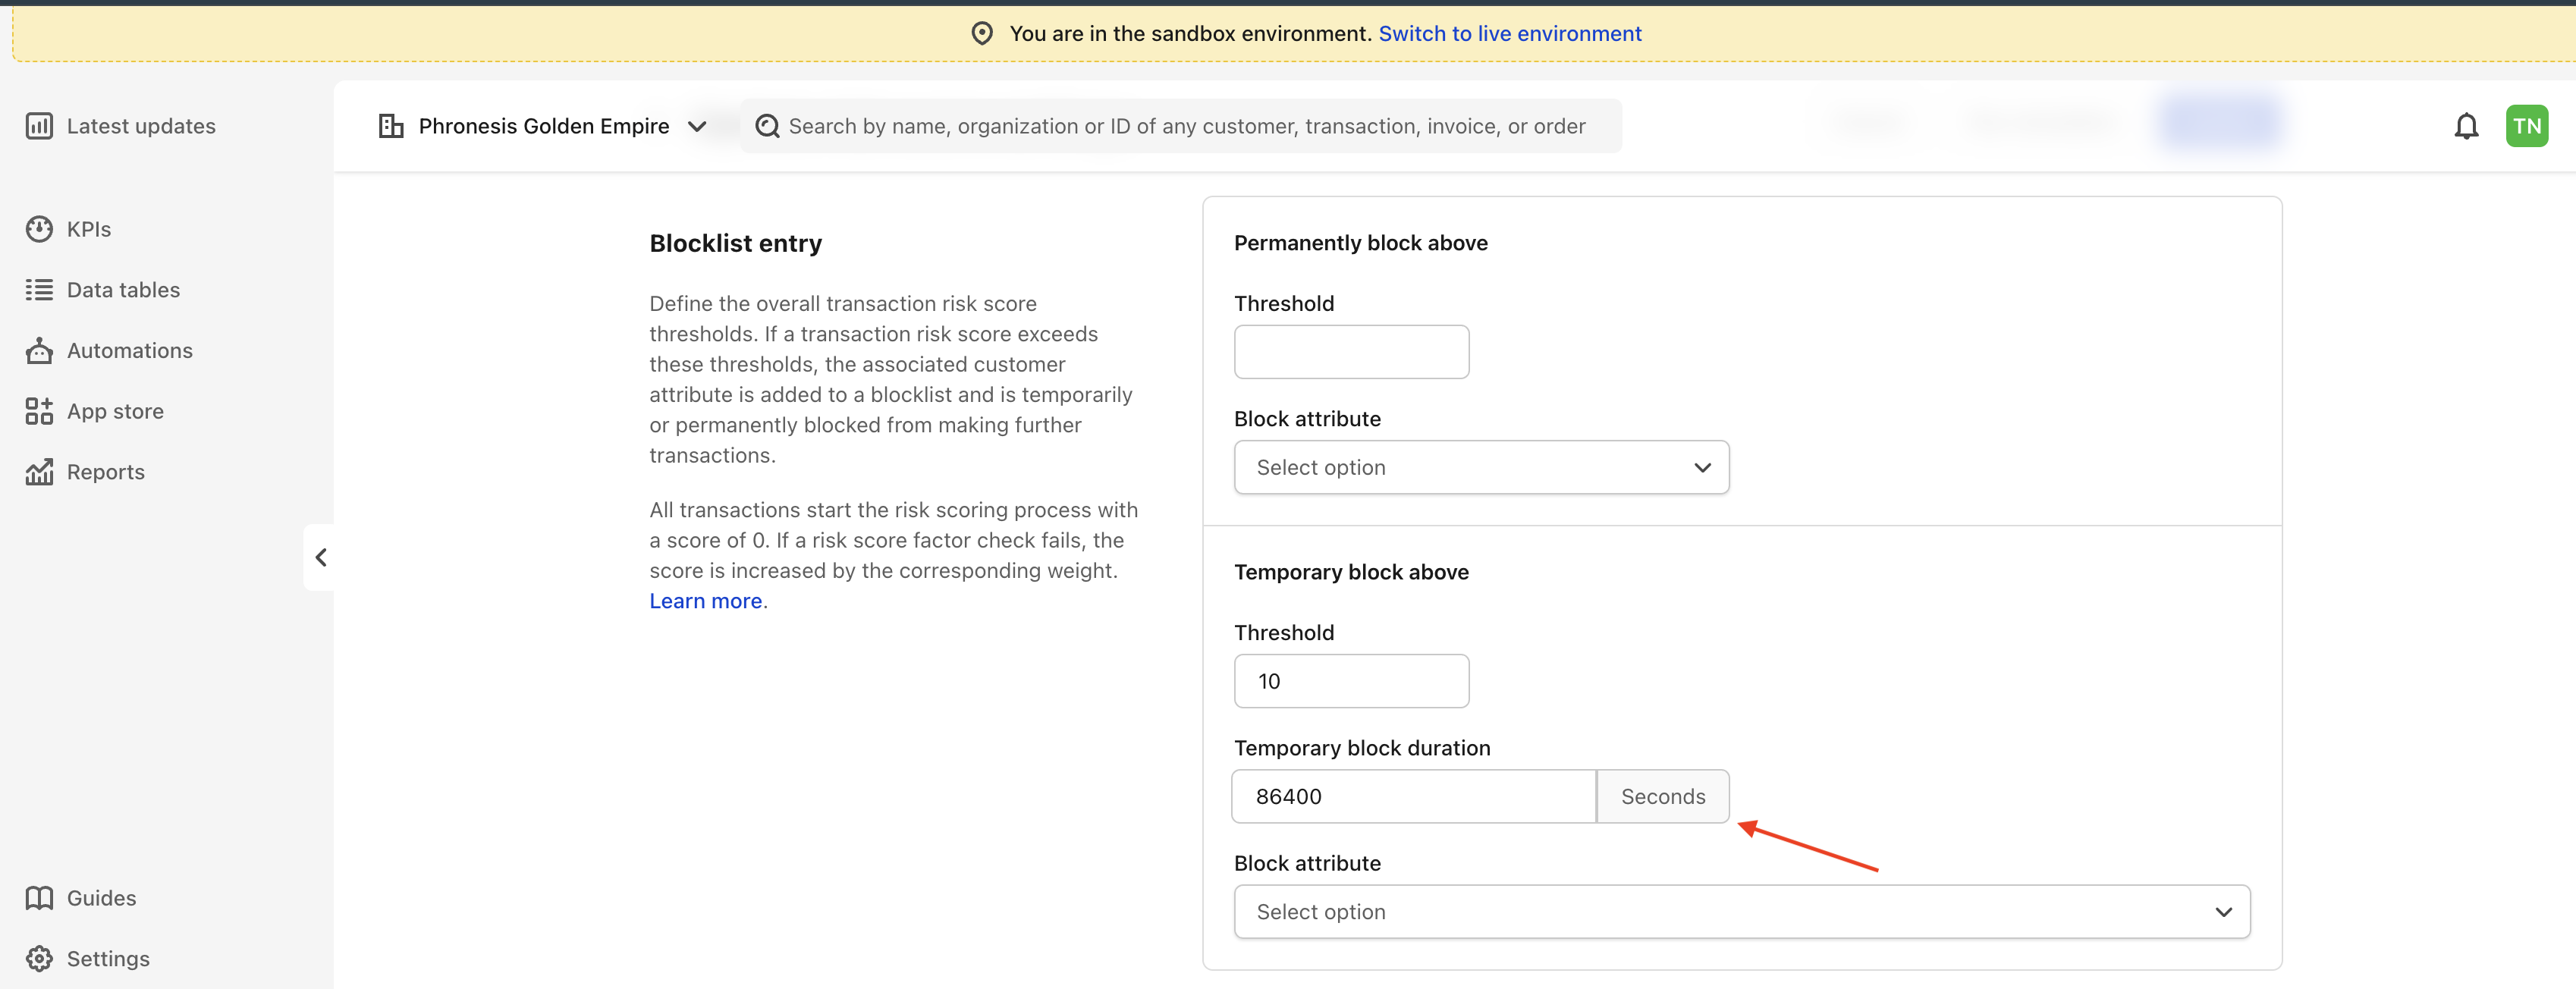 You are in the sandbox environment. Switch to live environment
Latest updates
KPIs
Data tables
Automations
App store
Reports
Guides
Settings
Phronesis Golden Empire
Search by name, organization or ID of any customer, transaction, invoice, or order
TN
Blocklist entry
Define the overall transaction risk score
thresholds. If a transaction risk score exceeds
these thresholds, the associated customer
attribute is added to a blocklist and is temporarily
or permanently blocked from making further
transactions.
All transactions start the risk scoring process with
a score of 0. If a risk score factor check fails, the
score is increased by the corresponding weight.
Learn more.
Permanently block above
Threshold
Block attribute
Select option
Temporary block above
Threshold
10
Temporary block duration
86400 Seconds
Block attribute
Select option